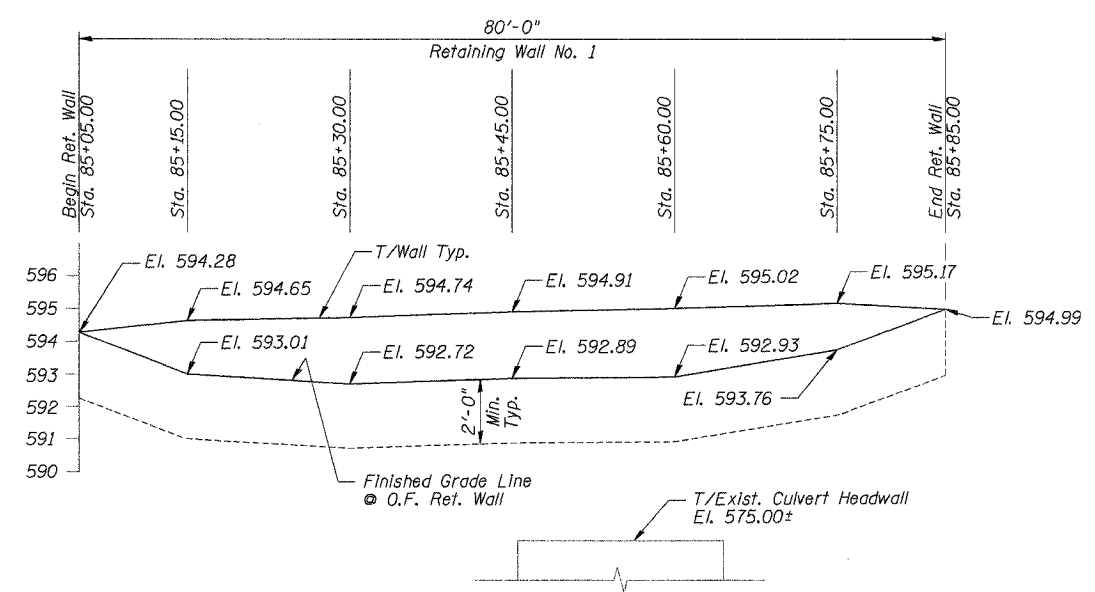 80'-0"
Retaining Wall No. 1
Begin Ret. Wall
Sta. 85+05.00
Sta. 85+15.00
Sta. 85+30.00
Sta. 85+45.00
Sta. 85+60.00
Sta. 85+75.00
End Ret. Wall
Sta. 85+85.00
596
595
594
593
592
591
590
El. 594.28
El. 594.65
T/Wall Typ.
El. 594.74
El. 594.91
El. 595.02
El. 595.17
El. 594.99
El. 593.01
El. 592.72
El. 592.89
El. 592.93
El. 593.76
2'-0"
Min.
Typ.
Finished Grade Line
@ O.F. Ret. Wall
T/Exist. Culvert Headwall
El. 575.00±